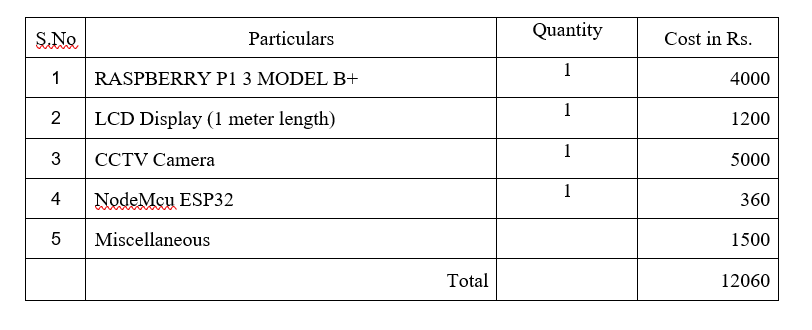 S.No Particulars Quantity Cost in Rs.
1 RASPBERRY P1 3 MODEL B+ 1 4000
2 LCD Display (1 meter length) 1 1200
3 CCTV Camera 1 5000
4 NodeMcu ESP32 1 360
5 Miscellaneous 1500
Total 12060